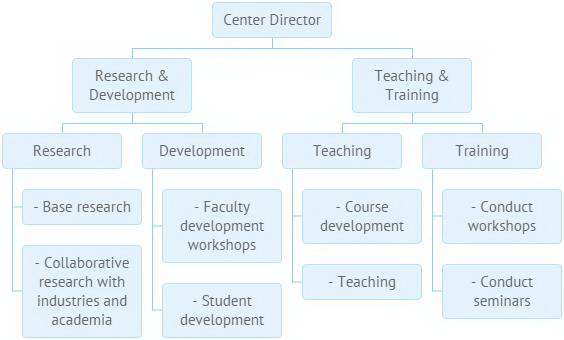 Center Director
Research &
Development
Teaching &
Training
Research
Development
Teaching
Training
- Base research
- Collaborative
research with
industries and
academia
- Faculty
development
workshops
- Student
development
- Course
development
- Teaching
- Conduct
workshops
- Conduct
seminars